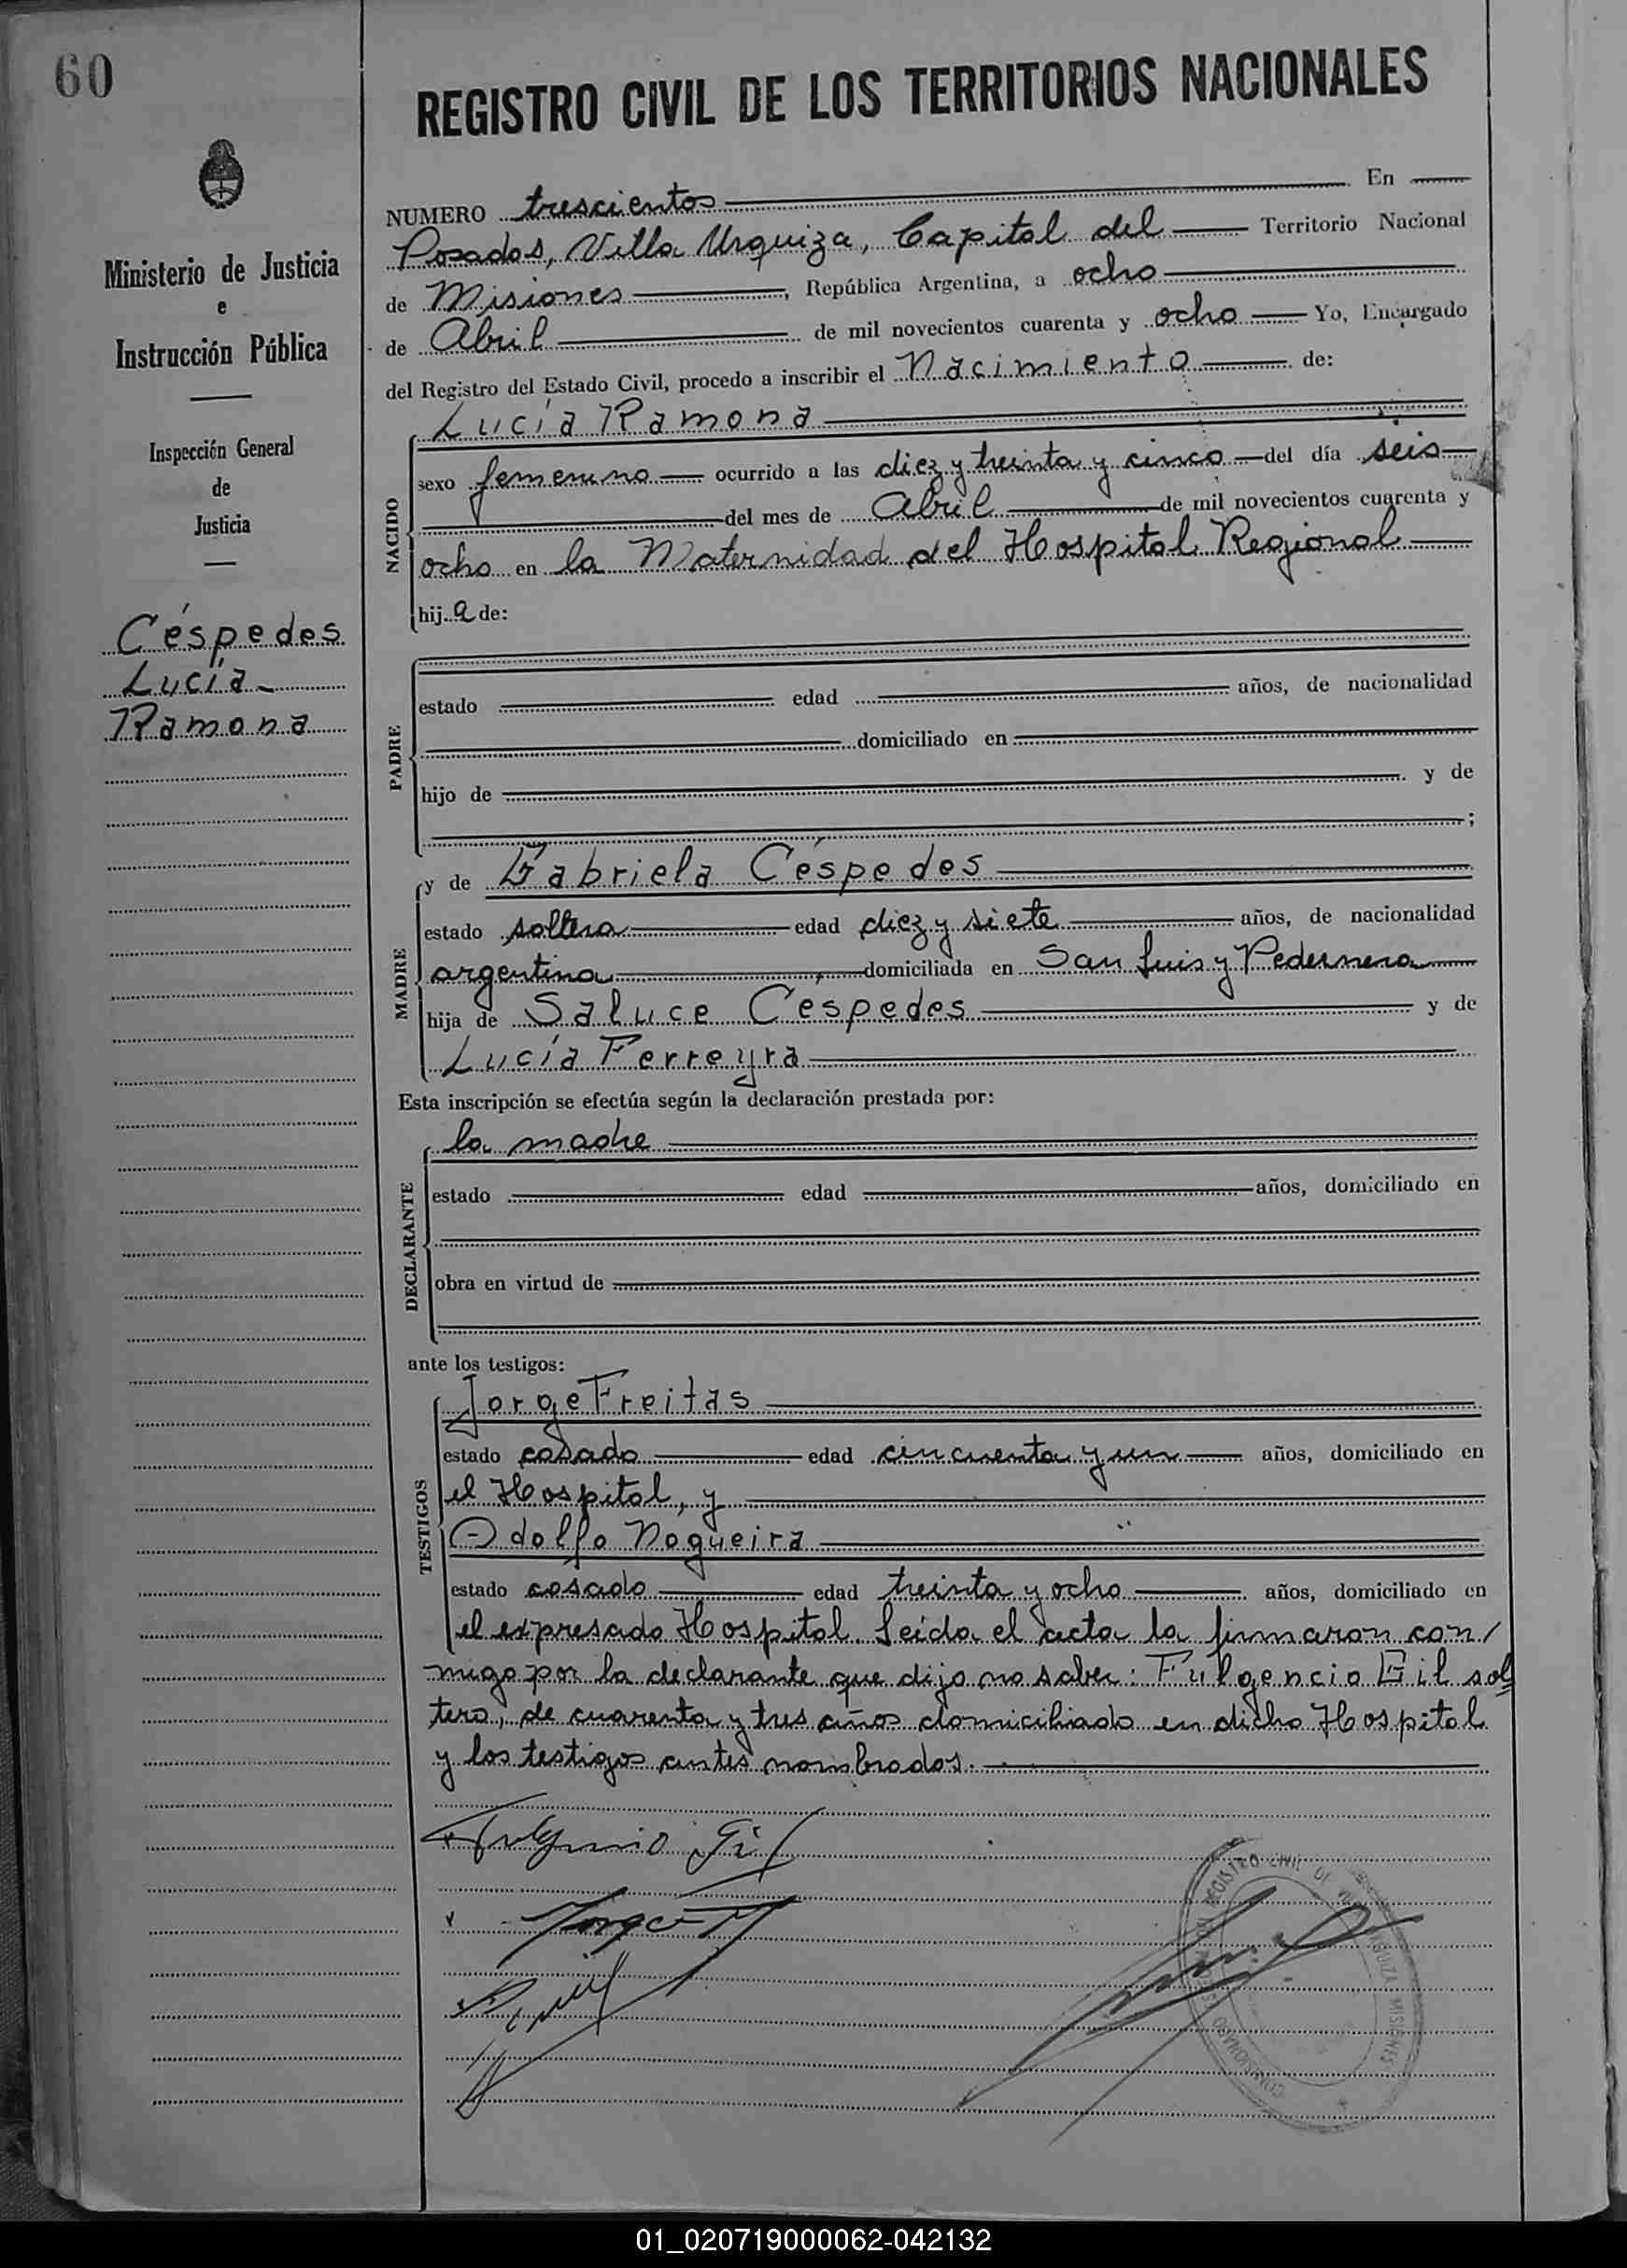 60
REGISTRO CIVIL DE LOS TERRITORIOS NACIONALES
Ministerio de Justicia
e
Instrucción Pública
Inspección General
de
Justicia
Céspedes
Lucía
Ramona
NUMERO trescientos En
Posadas, Villa Urquiza, Capital del Territorio Nacional
de Misiones, República Argentina, a ocho
de Abril de mil novecientos cuarenta y ocho Yo, Encargado
del Registro del Estado Civil, procedo a inscribir el Nacimiento de:
NACIDO
Lucía Ramona
sexo femenino ocurrido a las diez y treinta y cinco del día seis
del mes de Abril de mil novecientos cuarenta y
ocho en la Maternidad del Hospital Regional
hija de:
PADRE
estado edad años, de nacionalidad
domiciliado en
hijo de y de
;
MADRE
y de Gabriela Céspedes
estado soltera edad diez y siete años, de nacionalidad
argentina, domiciliada en San Luis y Pedernera
hija de Saluce Céspedes y de
Lucía Ferreyra
Esta inscripción se efectúa según la declaración prestada por:
DECLARANTE
la madre
estado edad años, domiciliado en
obra en virtud de
ante los testigos:
TESTIGOS
Jorge Freitas
estado casado edad cincuenta y un años, domiciliado en
el Hospital, y
Adolfo Nogueira
estado casado edad treinta y ocho años, domiciliado en
el expresado Hospital. Leída el acta la firmaron con/
migo por la declarante que dijo no saber: Fulgencio Gil sol
tero, de cuarenta y tres años domiciliado en dicho Hospital
y los testigos antes nombrados.
Fulgencio Gil
Jorge
REGISTRO CIVIL DE VILLA URQUIZA MISIONES
01_020719000062-042132